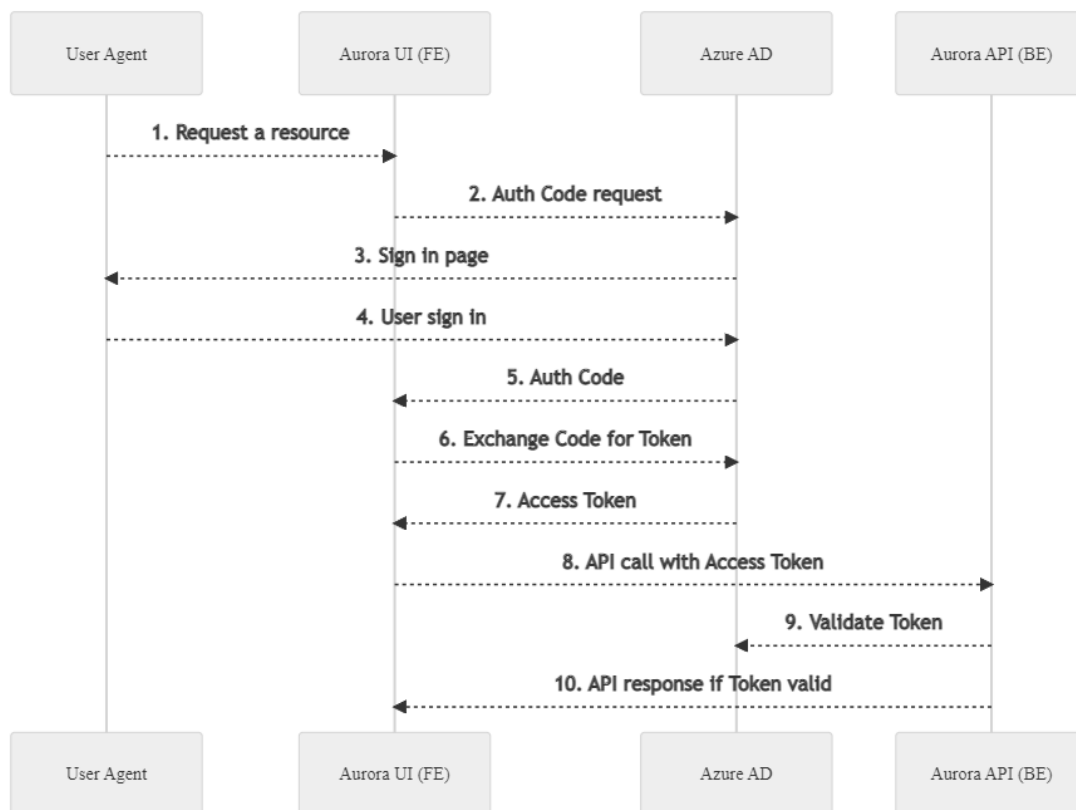 User Agent
Aurora UI (FE)
Azure AD
Aurora API (BE)
1. Request a resource
2. Auth Code request
3. Sign in page
4. User sign in
5. Auth Code
6. Exchange Code for Token
7. Access Token
8. API call with Access Token
9. Validate Token
10. API response if Token valid
User Agent
Aurora UI (FE)
Azure AD
Aurora API (BE)